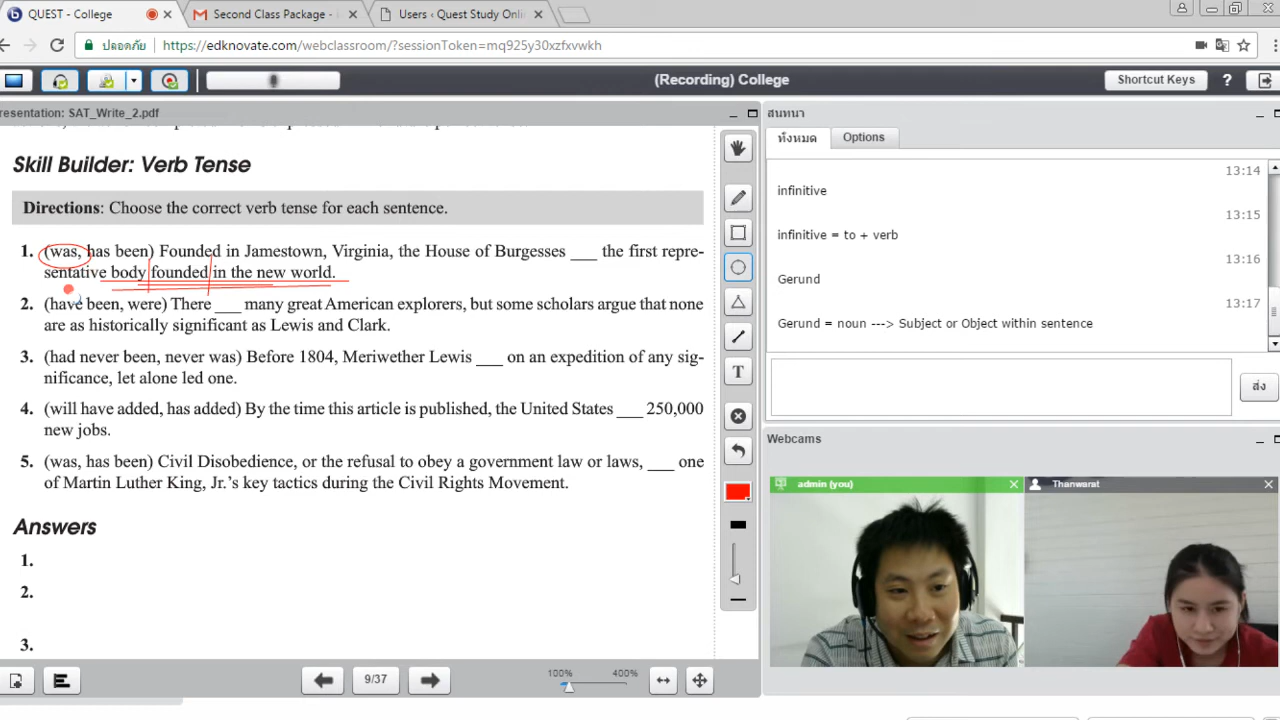 QUEST - College
Second Class Package -
Users ‹ Quest Study Onli
ปลอดภัย
https://edknovate.com/webclassroom/?sessionToken=mq925y30xzfxvwkh
(Recording) College
Shortcut Keys
?
resentation: SAT_Write_2.pdf
Skill Builder: Verb Tense
Directions: Choose the correct verb tense for each sentence.
1. (was, has been) Founded in Jamestown, Virginia, the House of Burgesses ___ the first repre-
sentative body founded in the new world.
2. (have been, were) There ___ many great American explorers, but some scholars argue that none
are as historically significant as Lewis and Clark.
3. (had never been, never was) Before 1804, Meriwether Lewis ___ on an expedition of any sig-
nificance, let alone led one.
4. (will have added, has added) By the time this article is published, the United States ___ 250,000
new jobs.
5. (was, has been) Civil Disobedience, or the refusal to obey a government law or laws, ___ one
of Martin Luther King, Jr.'s key tactics during the Civil Rights Movement.
Answers
1.
2.
3.
T
9/37
100%
400%
สนทนา
ทั้งหมด
Options
13:14
infinitive
13:15
infinitive = to + verb
13:16
Gerund
13:17
Gerund = noun ---> Subject or Object within sentence
ส่ง
Webcams
admin (you)
Thanwarat